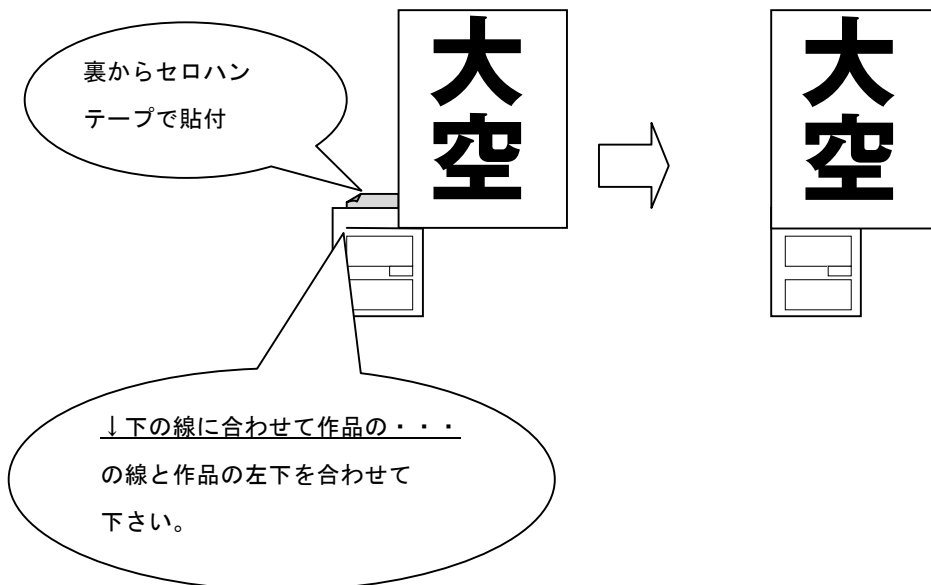 裏からセロハン
テープで貼付
大空
大空
↓下の線に合わせて作品の・・・
の線と作品の左下を合わせて
下さい。